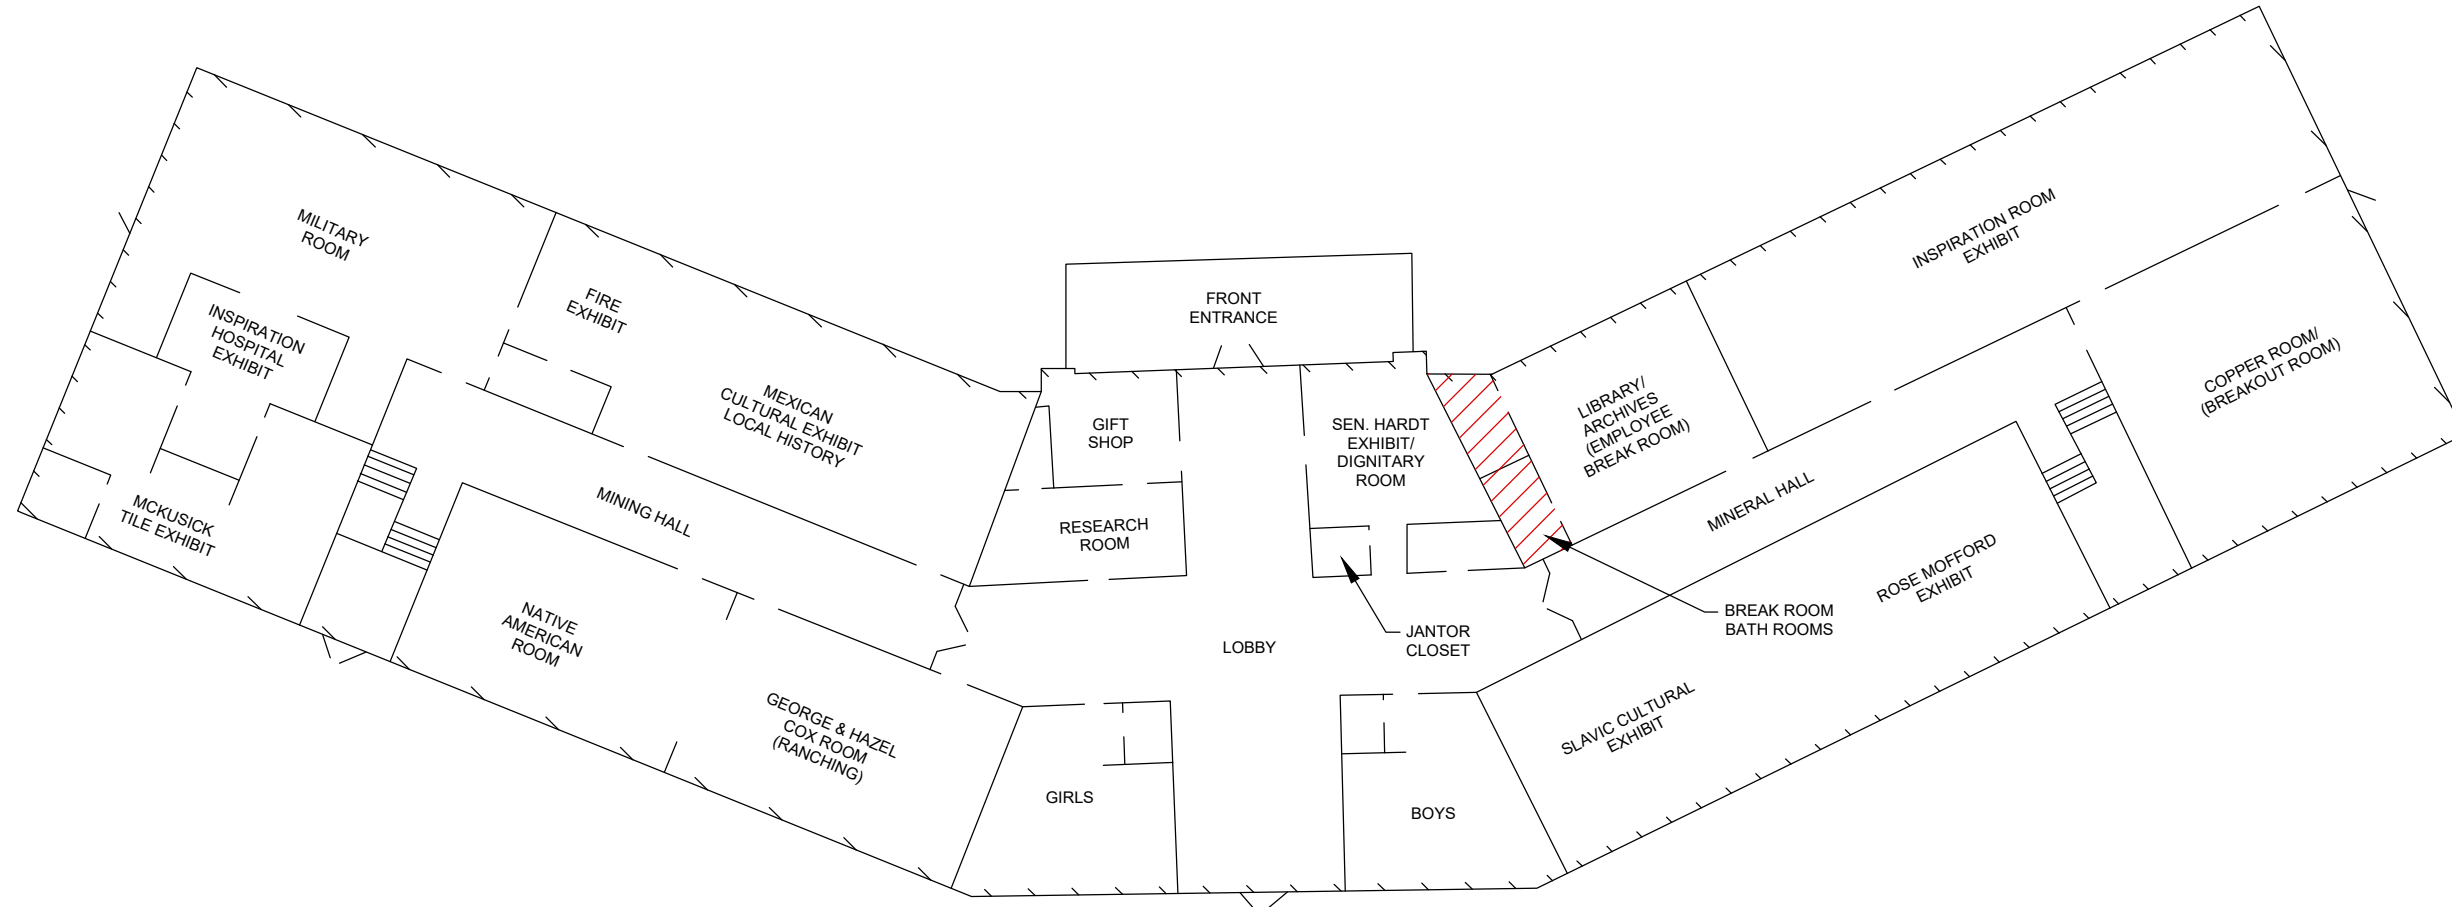 MILITARY
ROOM
INSPIRATION
HOSPITAL
EXHIBIT
MCKUSICK
TILE EXHIBIT
FIRE
EXHIBIT
MEXICAN
CULTURAL EXHIBIT
LOCAL HISTORY
MINING HALL
NATIVE
AMERICAN
ROOM
GEORGE & HAZEL
COX ROOM
(RANCHING)
FRONT
ENTRANCE
GIFT
SHOP
RESEARCH
ROOM
SEN. HARDT
EXHIBIT/
DIGNITARY
ROOM
LOBBY
JANTOR
CLOSET
GIRLS
BOYS
LIBRARY/
ARCHIVES
(EMPLOYEE
BREAK ROOM)
BREAK ROOM
BATH ROOMS
MINERAL HALL
INSPIRATION ROOM
EXHIBIT
COPPER ROOM/
(BREAKOUT ROOM)
ROSE MOFFORD
EXHIBIT
SLAVIC CULTURAL
EXHIBIT